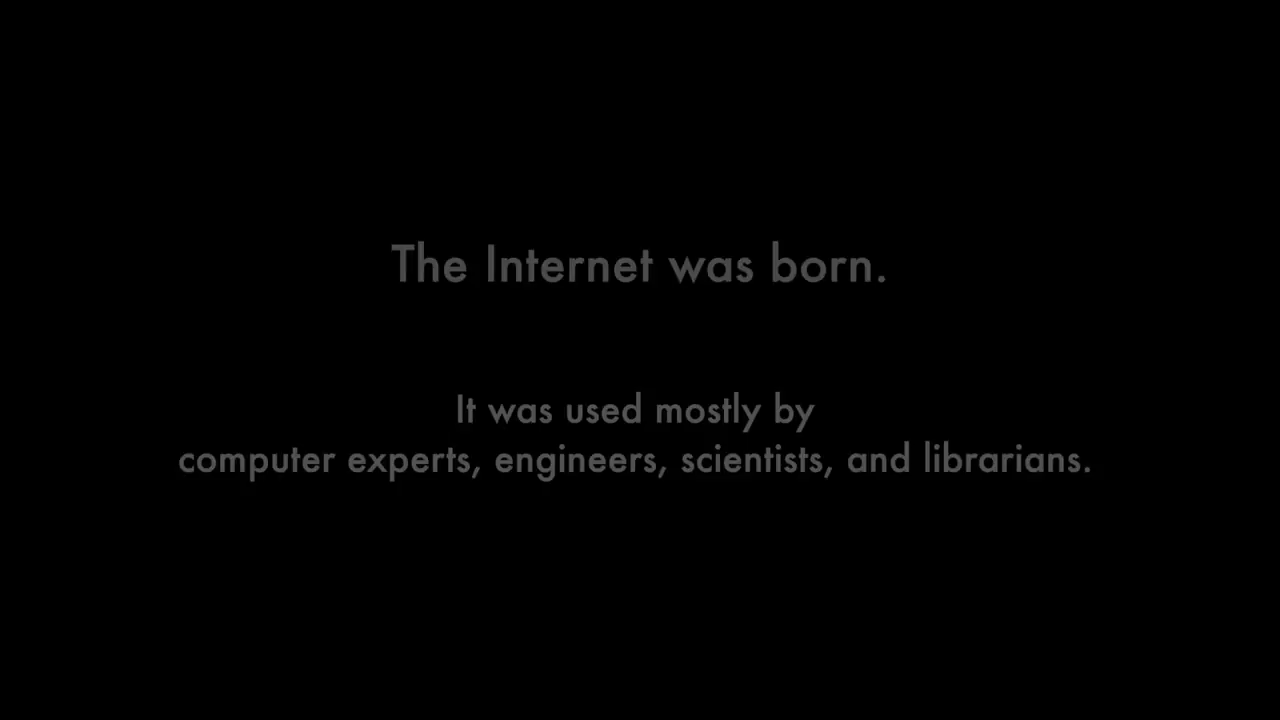 The Internet was born.
It was used mostly by
computer experts, engineers, scientists, and librarians.